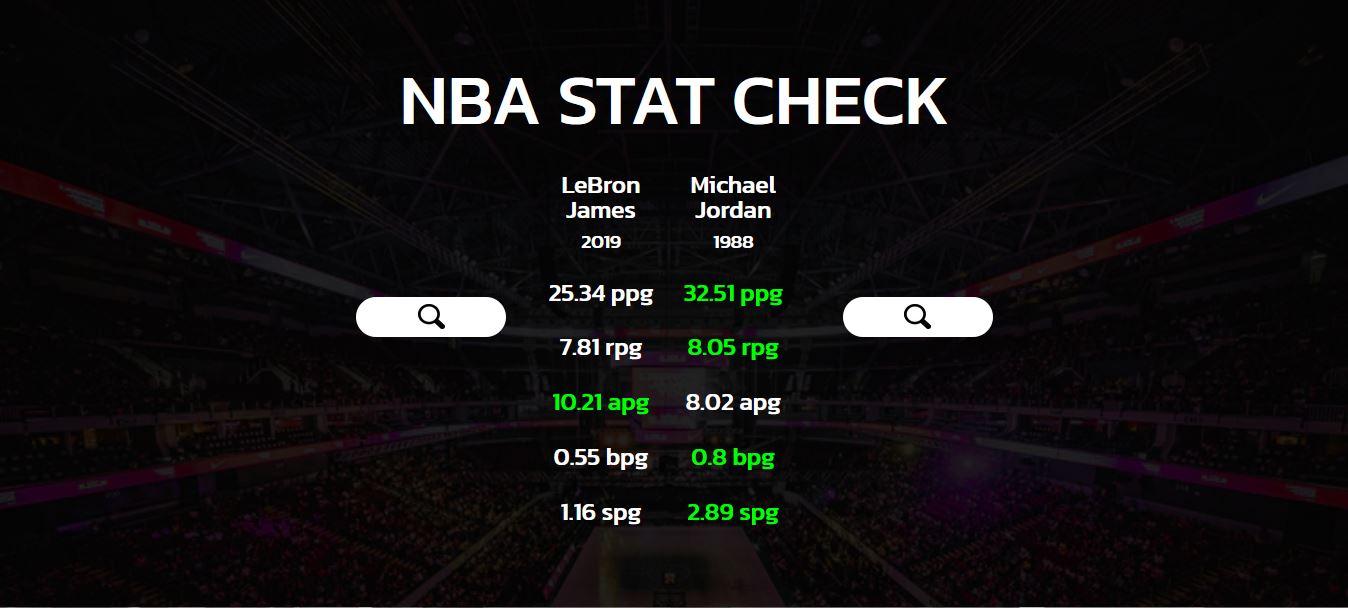 NBA STAT CHECK
LeBron
James
2019
25.34 ppg
7.81 rpg
10.21 apg
0.55 bpg
1.16 spg
Michael
Jordan
1988
32.51 ppg
8.05 rpg
8.02 apg
0.8 bpg
2.89 spg